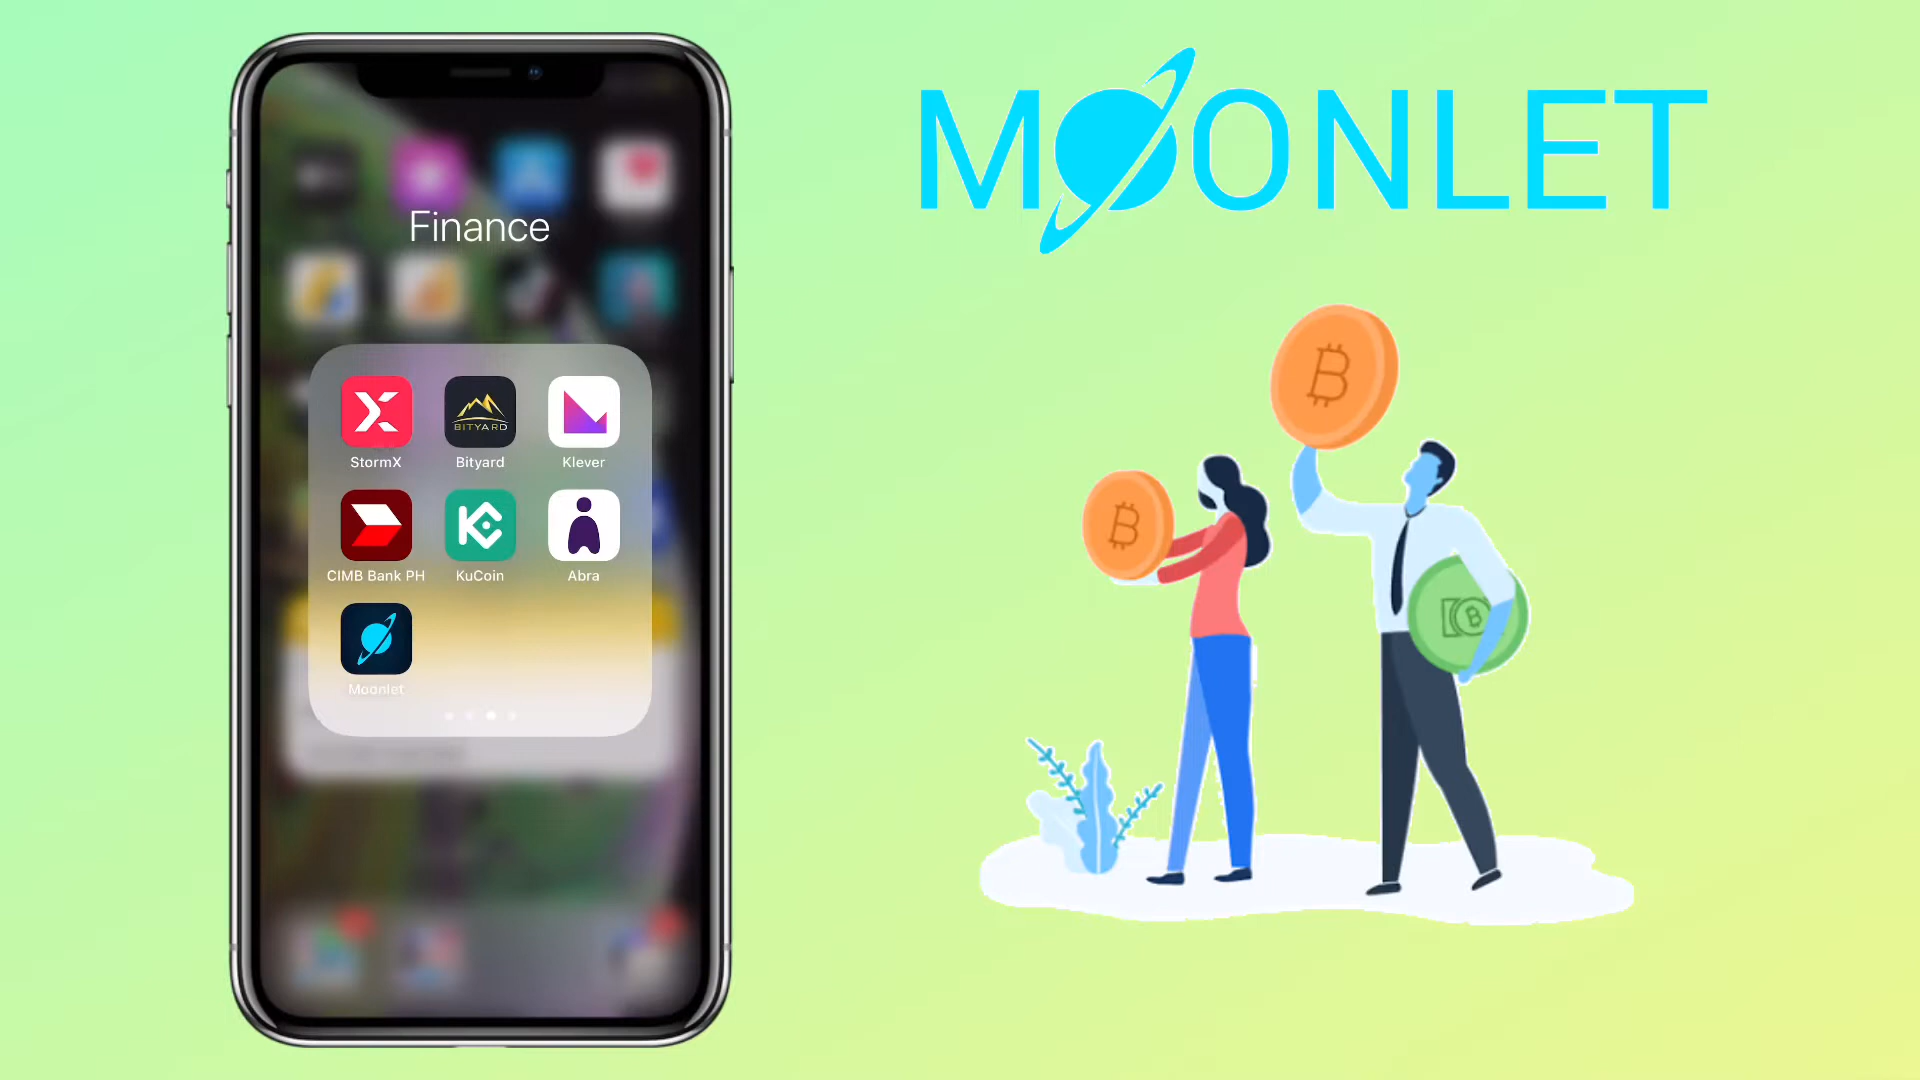 MOONLET
Finance
StormX
BITYARD
Bityard
Klever
CIMB Bank PH
KuCoin
Abra
Moonlet